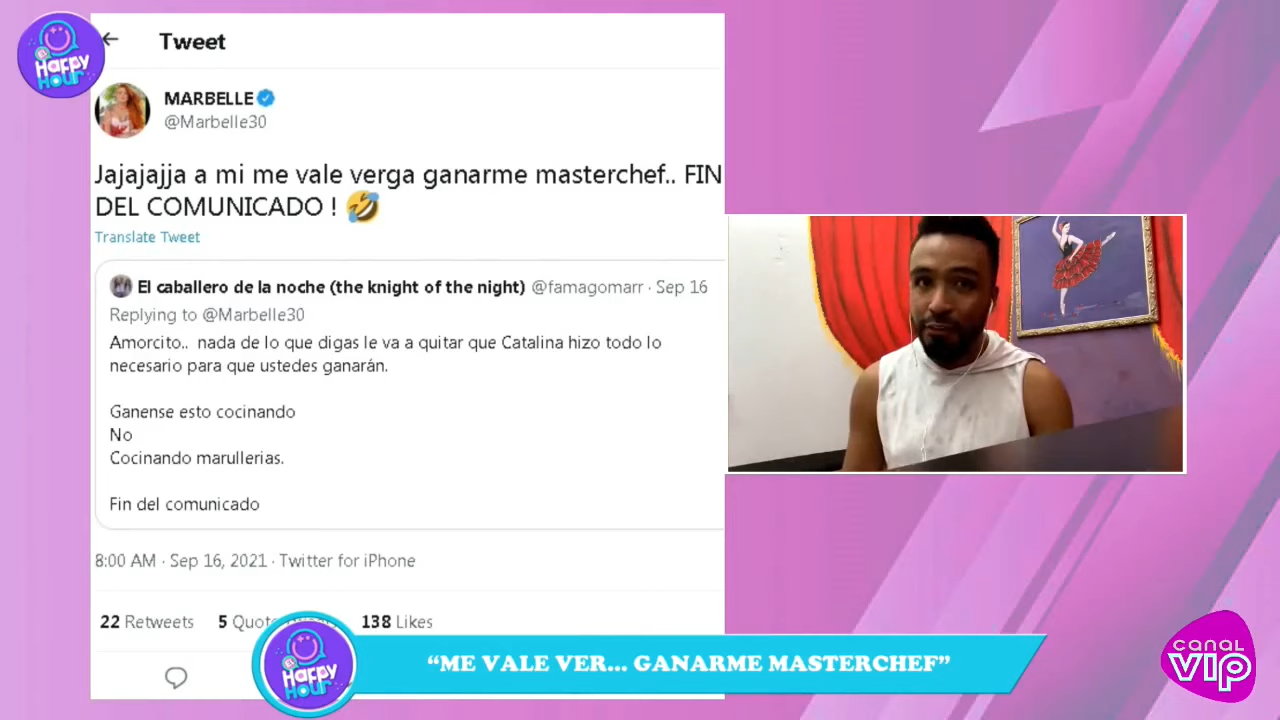 El
Happy
Hour
Tweet
MARBELLE
@Marbelle30
Jajajajja a mi me vale verga ganarme masterchef.. FIN
DEL COMUNICADO ! 🤣
Translate Tweet
El caballero de la noche (the knight of the night) @famagomarr · Sep 16
Replying to @Marbelle30
Amorcito.. nada de lo que digas le va a quitar que Catalina hizo todo lo
necesario para que ustedes ganarán.
Ganense esto cocinando
No
Cocinando marullerias.
Fin del comunicado
8:00 AM · Sep 16, 2021 · Twitter for iPhone
22 Retweets 5 Quote Tweets 138 Likes
El
Happy
Hour
“ME VALE VER... GANARME MASTERCHEF”
CANAL
VIP